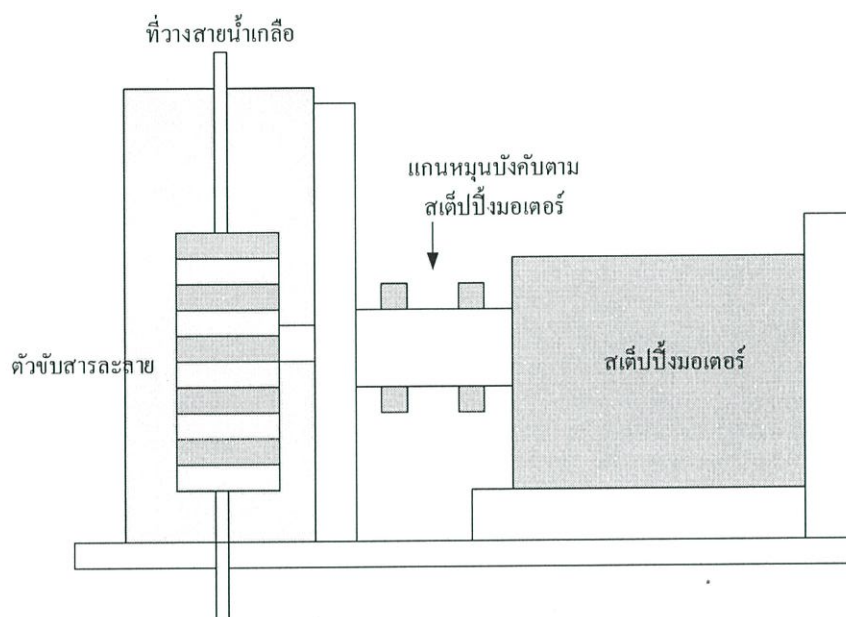 ที่วางสายน้ำเกลือ
แกนหมุนบังคับตาม
สเต็ปปิ้งมอเตอร์
ตัวขับสารละลาย
สเต็ปปิ้งมอเตอร์